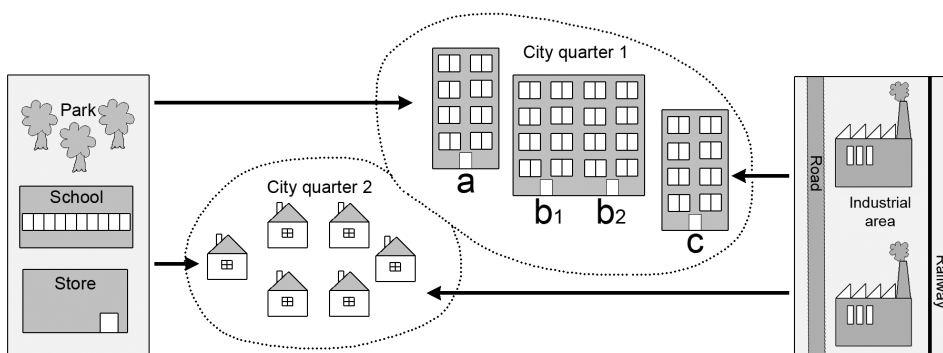 City quarter 1
Park
a
b1
b2
c
School
City quarter 2
Store
Road
Industrial
area
Railway